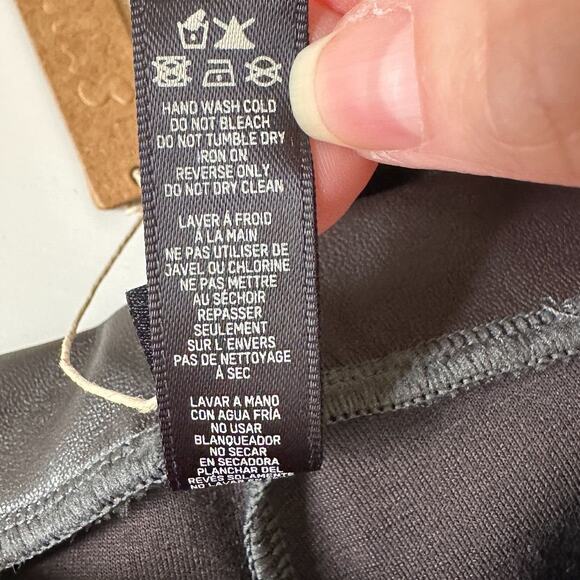 HAND WASH COLD
DO NOT BLEACH
DO NOT TUMBLE DRY
IRON ON
REVERSE ONLY
DO NOT DRY CLEAN
LAVER À FROID
À LA MAIN
NE PAS UTILISER DE
JAVEL OU CHLORINE
NE PAS METTRE
AU SÉCHOIR
REPASSER
SEULEMENT
SUR L'ENVERS
PAS DE NETTOYAGE
À SEC
LAVAR A MANO
CON AGUA FRÍA
NO USAR
BLANQUEADOR
NO SECAR
EN SECADORA
PLANCHAR DEL
REVÉS SOLAMENTE
NO LAVAR EN